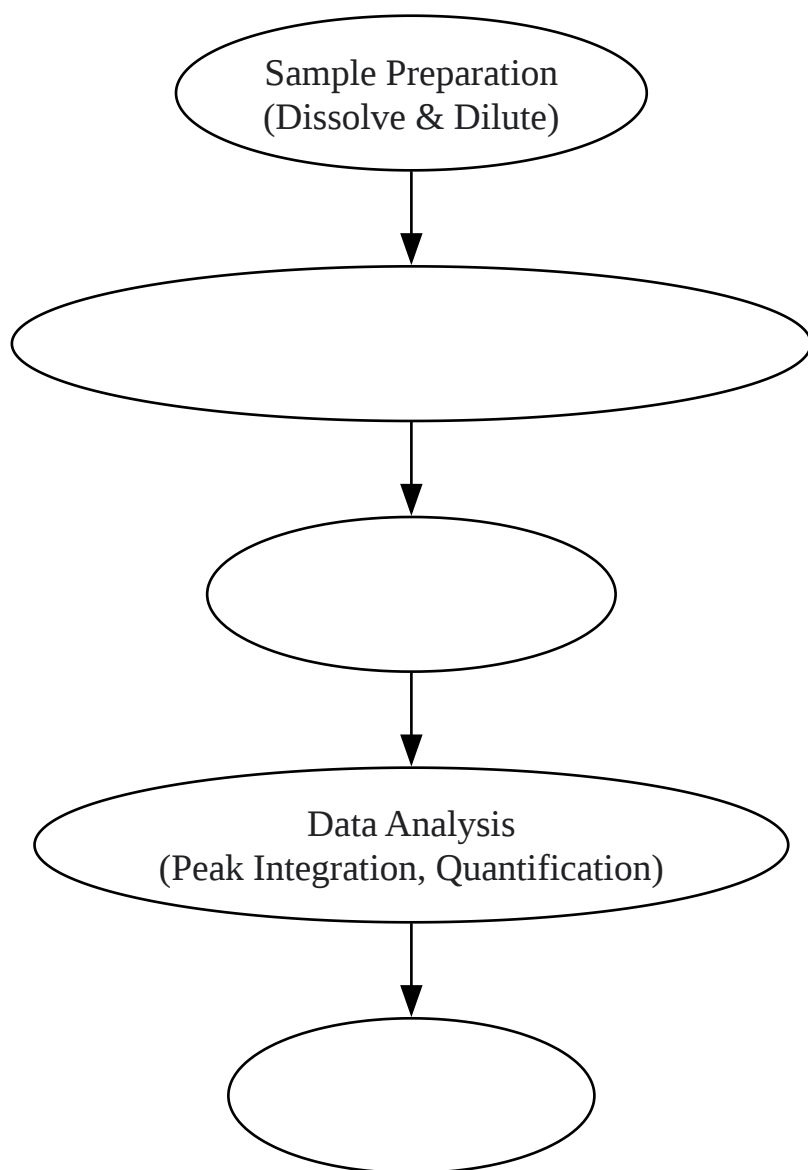 Sample Preparation
(Dissolve & Dilute)
Data Analysis
(Peak Integration, Quantification)